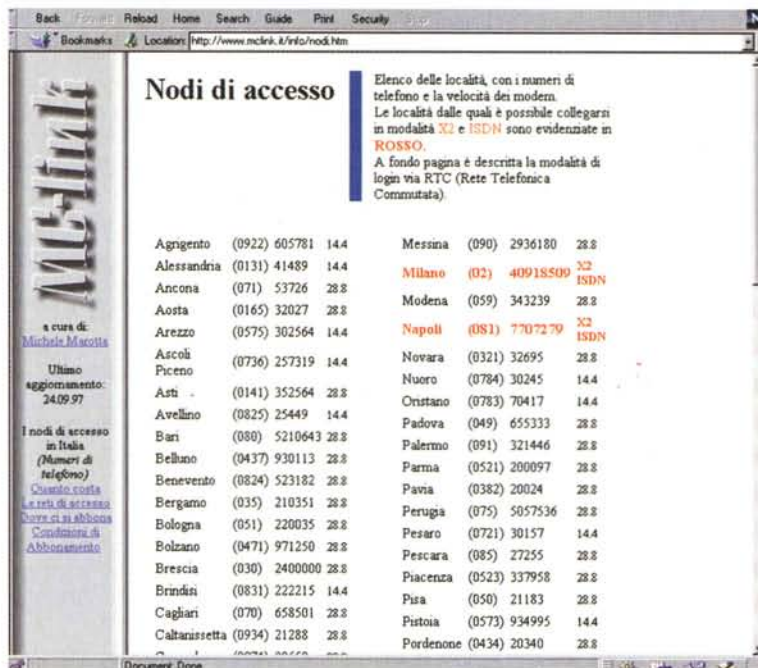 Back Forward Reload Home Search Guide Print Security Stop
Bookmarks Location: http://www.mclink.it/info/nodi.htm
MC-link
a cura di:
Michele Marotta
Ultimo
aggiornamento:
24.09.97
I nodi di accesso
in Italia
(Numeri di
telefono)
Quanto costa
Le reti di accesso
Dove ci si abbona
Condizioni di
Abbonamento
Nodi di accesso
Elenco delle località, con i numeri di
telefono e la velocità dei modem.
Le località dalle quali è possibile collegarsi
in modalità X2 e ISDN sono evidenziate in
ROSSO.
A fondo pagina è descritta la modalità di
login via RTC (Rete Telefonica
Commutata).
Agrigento (0922) 605781 14.4
Alessandria (0131) 41489 14.4
Ancona (071) 53726 28.8
Aosta (0165) 32027 28.8
Arezzo (0575) 302564 14.4
Ascoli
Piceno (0736) 257319 14.4
Asti (0141) 352564 28.8
Avellino (0825) 25449 14.4
Bari (080) 5210643 28.8
Belluno (0437) 930113 28.8
Benevento (0824) 523182 28.8
Bergamo (035) 210351 28.8
Bologna (051) 220035 28.8
Bolzano (0471) 971250 28.8
Brescia (030) 2400000 28.8
Brindisi (0831) 222215 14.4
Cagliari (070) 658501 28.8
Caltanissetta (0934) 21288 28.8
Messina (090) 2936180 28.8
Milano (02) 40918509 X2
ISDN
Modena (059) 343239 28.8
Napoli (081) 7707279 X2
ISDN
Novara (0321) 32695 28.8
Nuoro (0784) 30245 14.4
Oristano (0783) 70417 14.4
Padova (049) 655333 28.8
Palermo (091) 321446 28.8
Parma (0521) 200097 28.8
Pavia (0382) 20024 28.8
Perugia (075) 5057536 28.8
Pesaro (0721) 30157 14.4
Pescara (085) 27255 28.8
Piacenza (0523) 337958 28.8
Pisa (050) 21183 28.8
Pistoia (0573) 934995 14.4
Pordenone (0434) 20340 28.8
Document: Done